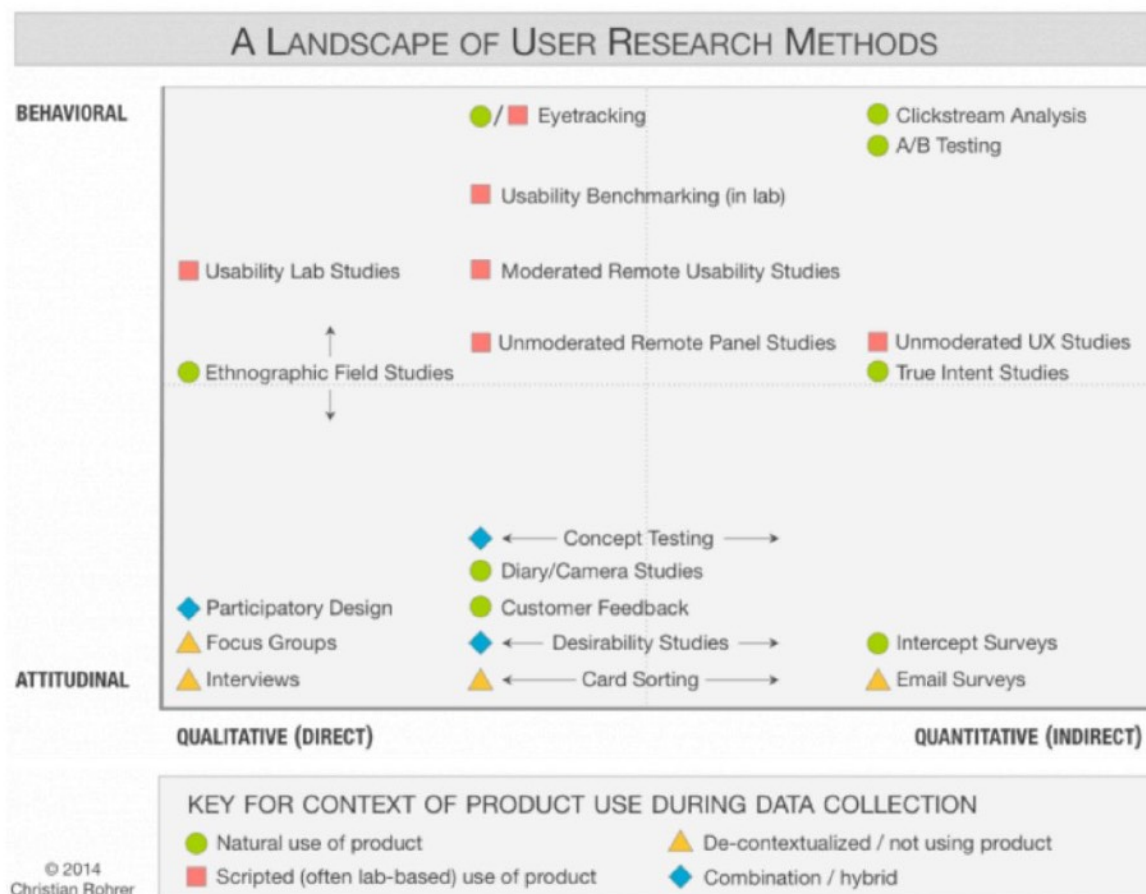 A LANDSCAPE OF USER RESEARCH METHODS
BEHAVIORAL
/ Eyetracking
Clickstream Analysis
A/B Testing
Usability Benchmarking (in lab)
Usability Lab Studies
Moderated Remote Usability Studies
Unmoderated Remote Panel Studies
Unmoderated UX Studies
Ethnographic Field Studies
True Intent Studies
Concept Testing
Diary/Camera Studies
Participatory Design
Customer Feedback
Focus Groups
Desirability Studies
Intercept Surveys
ATTITUDINAL
Interviews
Card Sorting
Email Surveys
QUALITATIVE (DIRECT)
QUANTITATIVE (INDIRECT)
KEY FOR CONTEXT OF PRODUCT USE DURING DATA COLLECTION
Natural use of product
De-contextualized / not using product
Scripted (often lab-based) use of product
Combination / hybrid
© 2014
Christian Rohrer